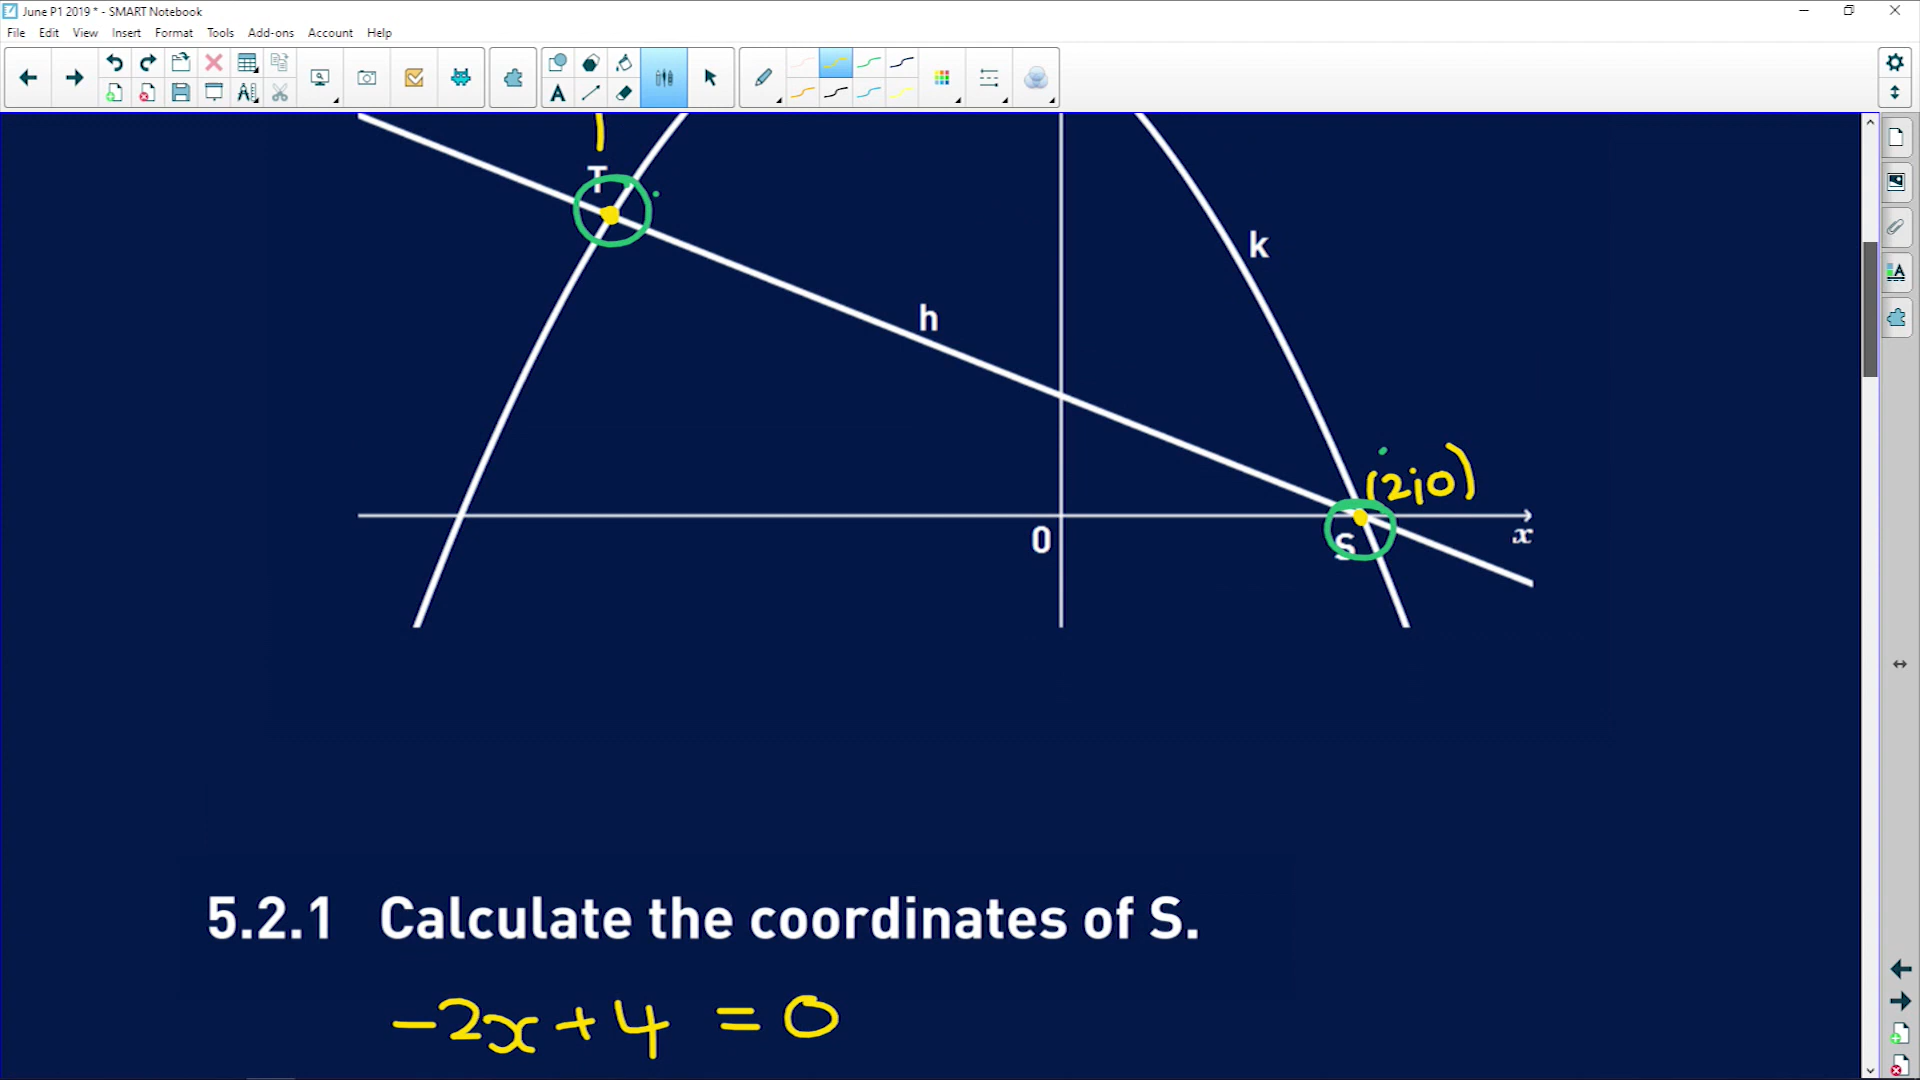 June P1 2019 * - SMART Notebook
File Edit View Insert Format Tools Add-ons Account Help
T
k
h
(2;0)
0
S
x
5.2.1 Calculate the coordinates of S.
-2x + 4 = 0